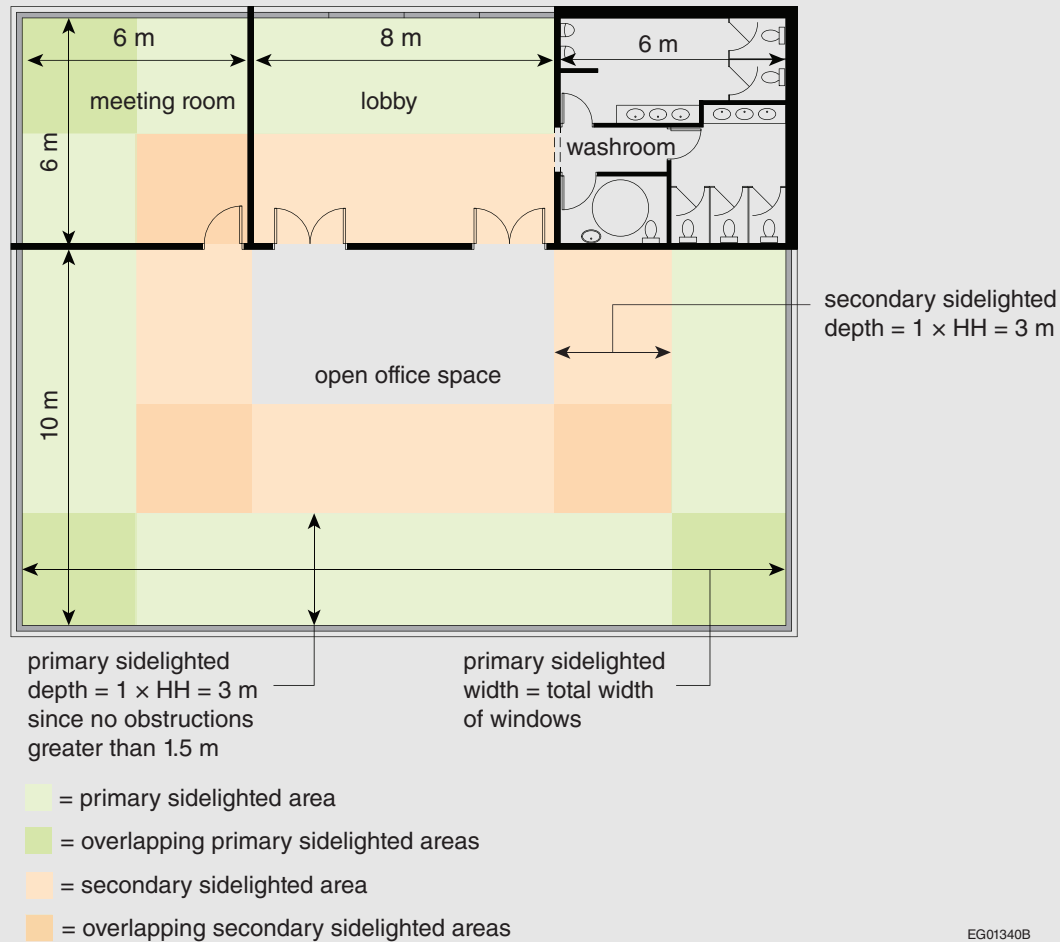 6 m
8 m
6 m
meeting room
lobby
6 m
washroom
secondary sidelighted
depth = 1 × HH = 3 m
open office space
10 m
primary sidelighted
depth = 1 × HH = 3 m
since no obstructions
greater than 1.5 m
primary sidelighted
width = total width
of windows
= primary sidelighted area
= overlapping primary sidelighted areas
= secondary sidelighted area
= overlapping secondary sidelighted areas
EG01340B